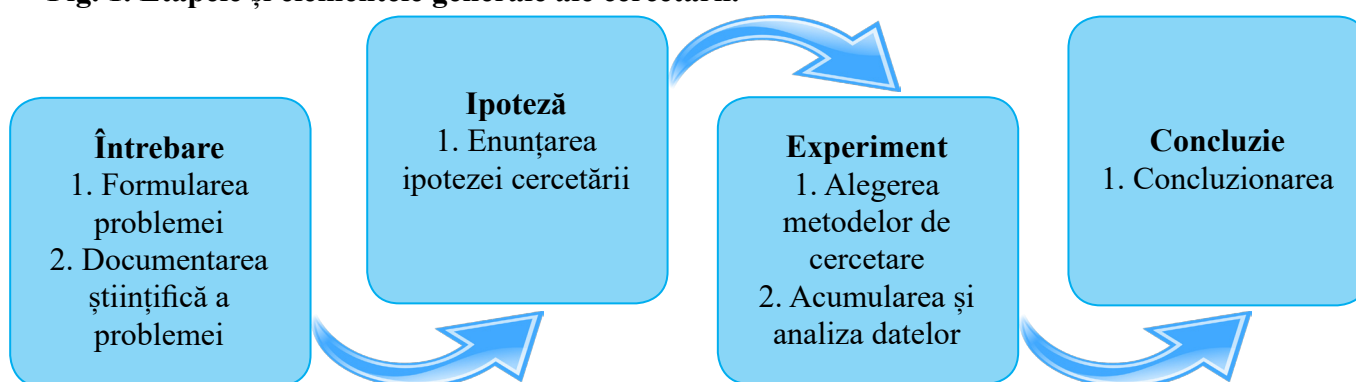 Fig. 1. Etapele și elementele generale ale cercetării.
Întrebare
1. Formularea
problemei
2. Documentarea
științifică a
problemei
Ipoteză
1. Enunțarea
ipotezei cercetării
Experiment
1. Alegerea
metodelor de
cercetare
2. Acumularea și
analiza datelor
Concluzie
1. Concluzionarea